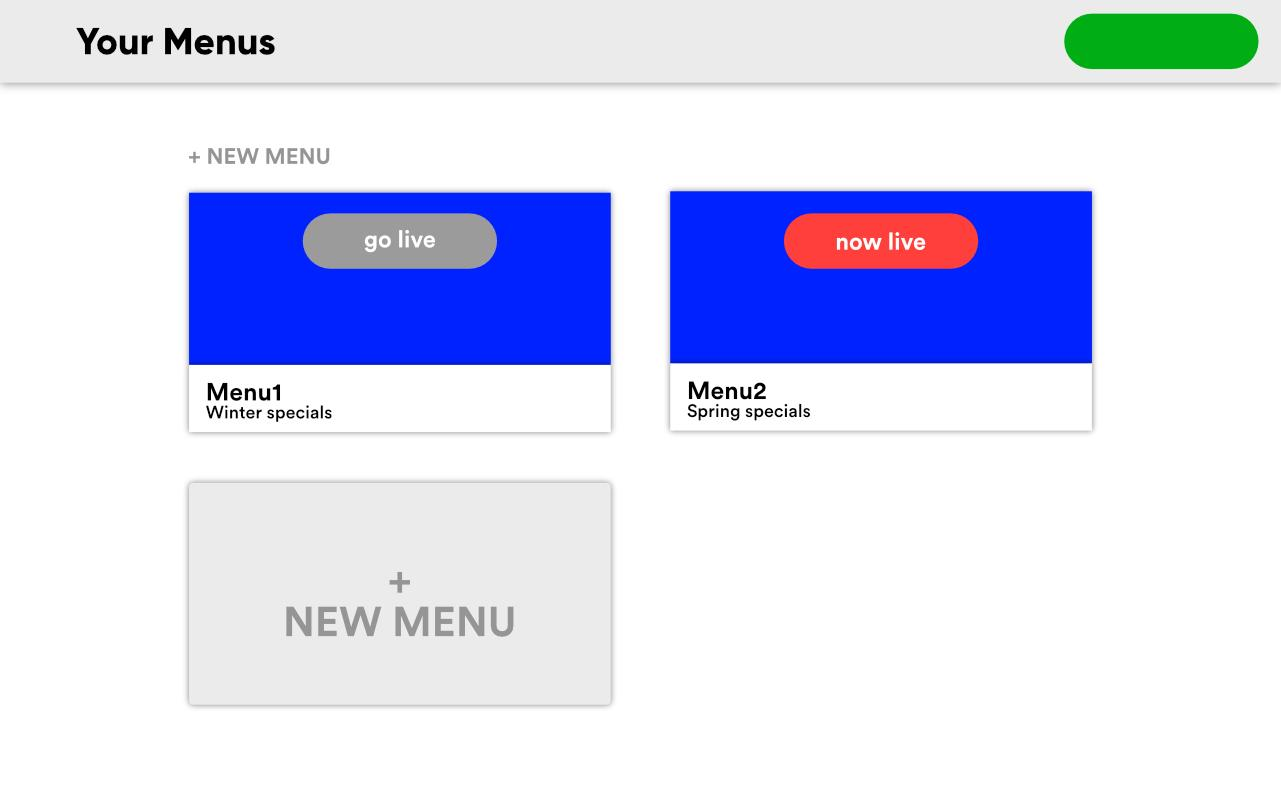 Your Menus
+ NEW MENU
go live
now live
Menu1
Winter specials
Menu2
Spring specials
+
NEW MENU